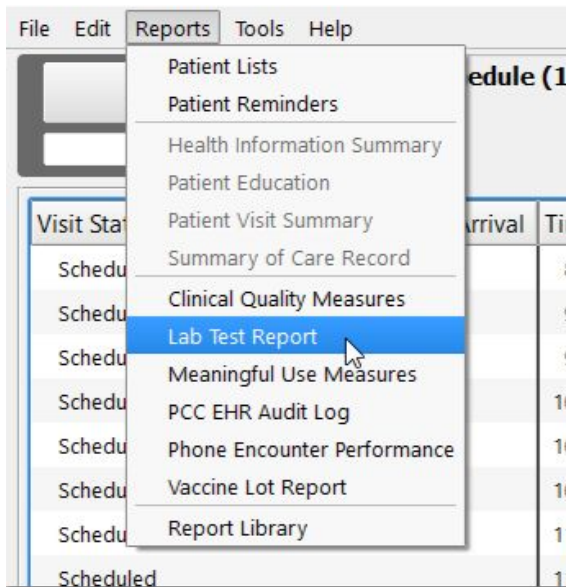 File Edit Reports Tools Help
edule (1
Patient Lists
Patient Reminders
Health Information Summary
Patient Education
Patient Visit Summary
Summary of Care Record
Clinical Quality Measures
Lab Test Report
Meaningful Use Measures
PCC EHR Audit Log
Phone Encounter Performance
Vaccine Lot Report
Report Library
Visit Stat
rrival
Ti
Schedu
Schedu
Schedu
Schedu
Schedu
Schedu
Schedu
Scheduled